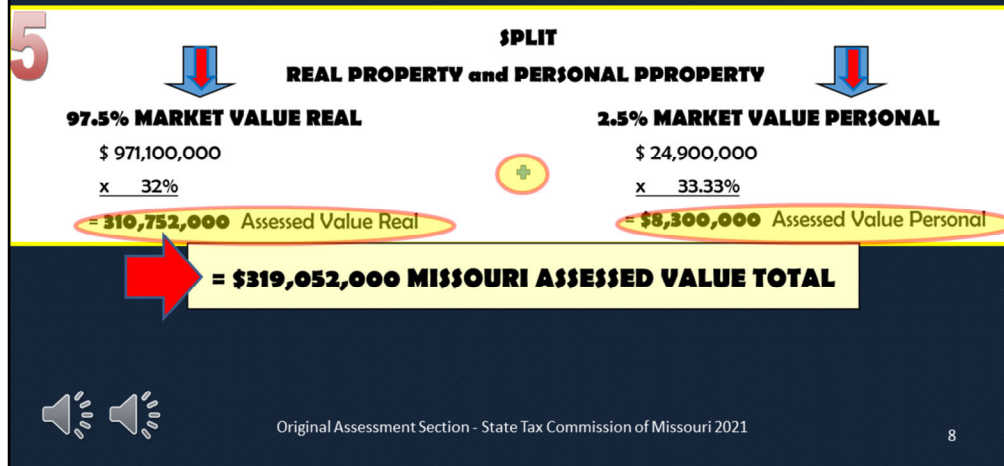 5
SPLIT
REAL PROPERTY and PERSONAL PPROPERTY
97.5% MARKET VALUE REAL
$ 971,100,000
x 32%
= 310,752,000 Assessed Value Real
2.5% MARKET VALUE PERSONAL
$ 24,900,000
x 33.33%
= $8,300,000 Assessed Value Personal
= $319,052,000 MISSOURI ASSESSED VALUE TOTAL
Original Assessment Section - State Tax Commission of Missouri 2021
8